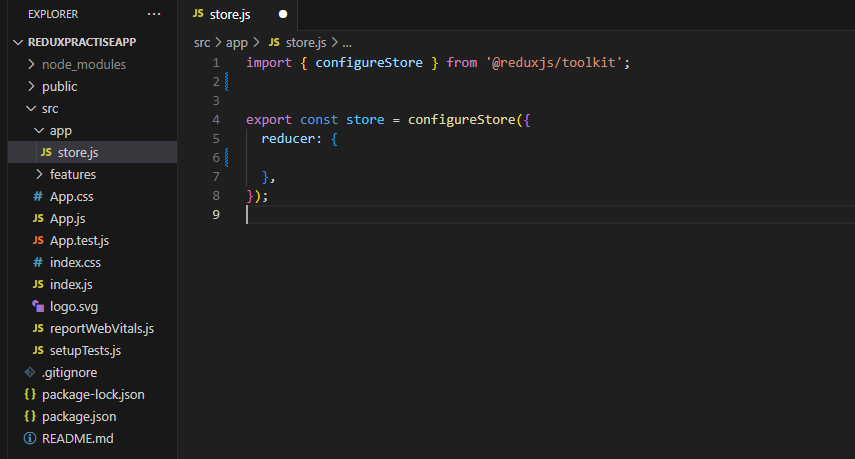 EXPLORER ...
REDUXPRACTISEAPP
node_modules
public
src
app
JS store.js
features
# App.css
JS App.js
JS App.test.js
# index.css
JS index.js
logo.svg
JS reportWebVitals.js
JS setupTests.js
.gitignore
{} package-lock.json
{} package.json
README.md
JS store.js
src > app > JS store.js > ...
1 import { configureStore } from '@reduxjs/toolkit';
2
3
4 export const store = configureStore({
5 reducer: {
6
7 },
8 });
9